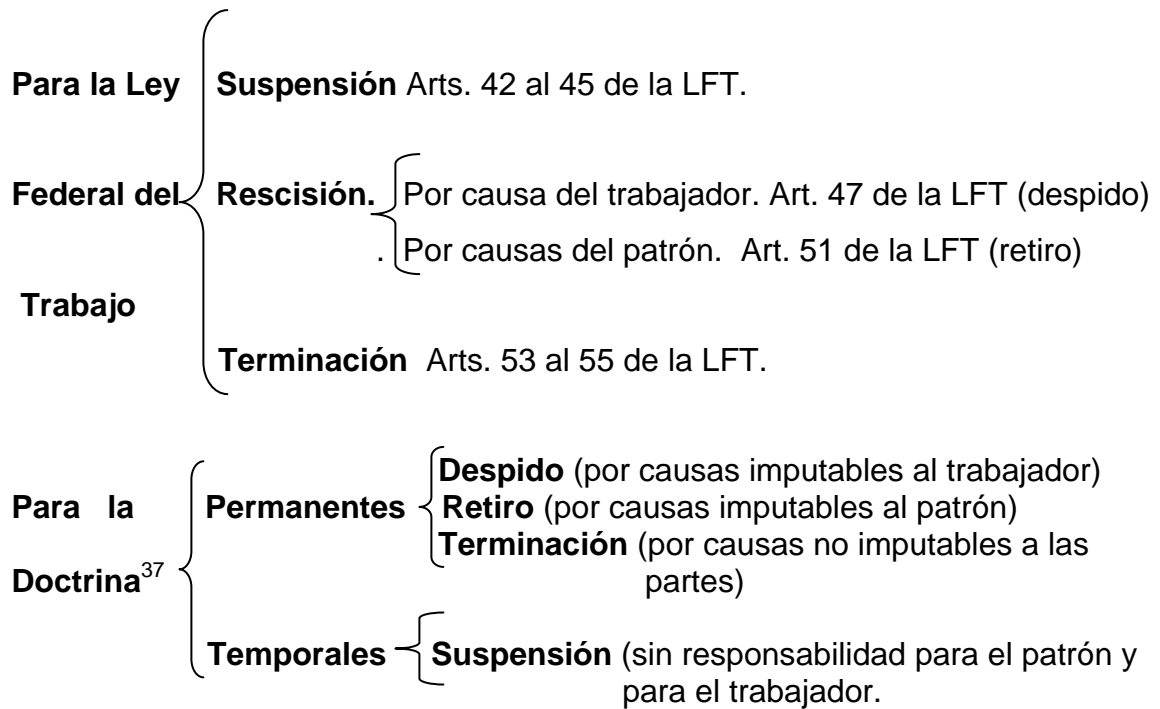 Para la Ley Suspensión Arts. 42 al 45 de la LFT.
Federal del Rescisión. Por causa del trabajador. Art. 47 de la LFT (despido)
. Por causas del patrón. Art. 51 de la LFT (retiro)
Trabajo
Terminación Arts. 53 al 55 de la LFT.
Despido (por causas imputables al trabajador)
Para la Permanentes Retiro (por causas imputables al patrón)
Terminación (por causas no imputables a las
Doctrina37 partes)
Temporales Suspensión (sin responsabilidad para el patrón y
para el trabajador.